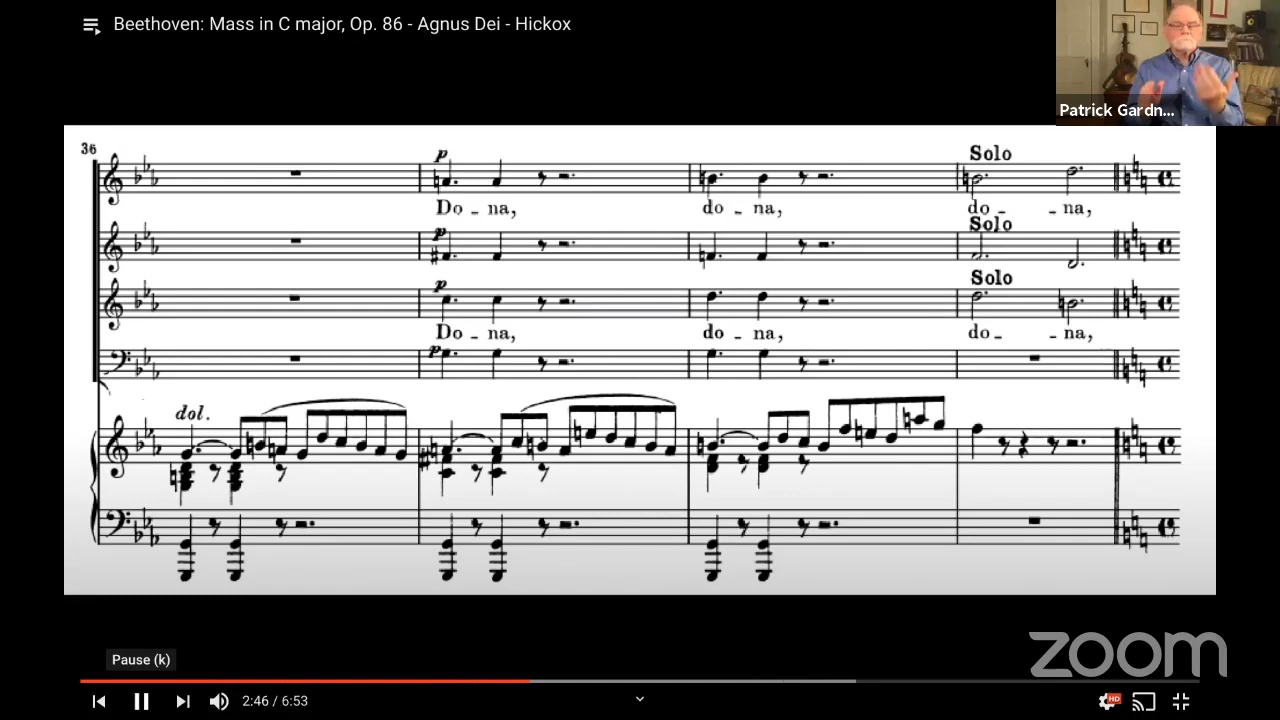 Beethoven: Mass in C major, Op. 86 - Agnus Dei - Hickox
Patrick Gardn...
36
p p Solo
Do - na, do - na, do - - na,
p Solo
p Solo
Do - na, do - na, do - - na,
p
dol.
zoom
Pause (k)
2:46 / 6:53
HD